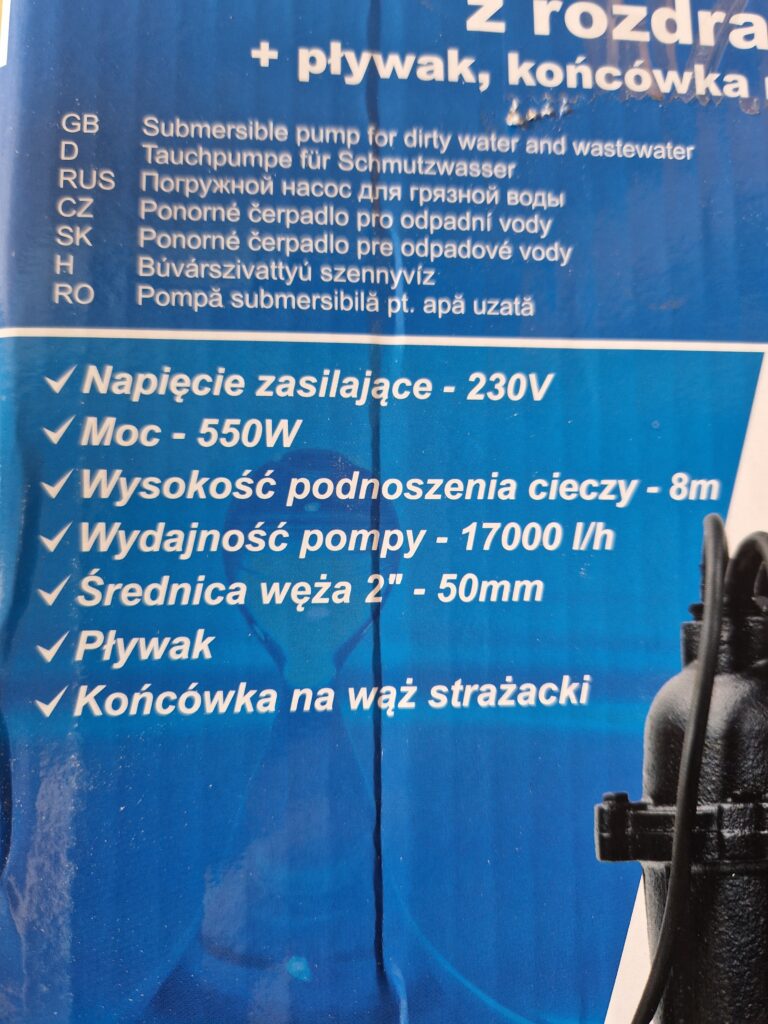 z rozdra
+ pływak, końcówka
GB Submersible pump for dirty water and wastewater
D Tauchpumpe für Schmutzwasser
RUS Погружной насос для грязной воды
CZ Ponorné čerpadlo pro odpadní vody
SK Ponorné čerpadlo pre odpadové vody
H Búvárszivattyú szennyvíz
RO Pompă submersibilă pt. apă uzată
✓ Napięcie zasilające - 230V
✓ Moc - 550W
✓ Wysokość podnoszenia cieczy - 8m
✓ Wydajność pompy - 17000 l/h
✓ Średnica węża 2" - 50mm
✓ Pływak
✓ Końcówka na wąż strażacki